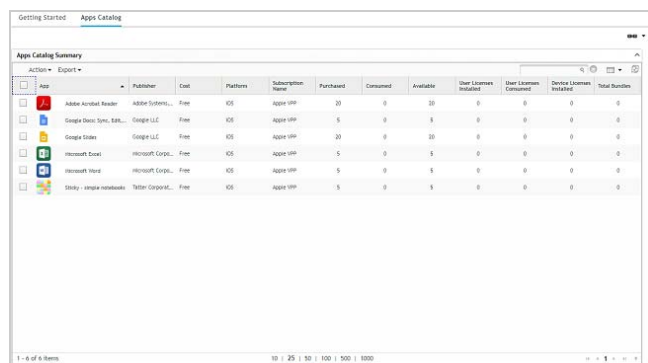 Getting Started Apps Catalog
Apps Catalog Summary
Action Export
App Publisher Cost Platform Subscription Name Purchased Consumed Available User Licenses Installed User Licenses Consumed Device Licenses Installed Total Bundles
Adobe Acrobat Reader Adobe Systems... Free iOS Apple VPP 20 0 20 0 0 0 0
Google Docs: Sync, Edit,... Google LLC Free iOS Apple VPP 5 0 5 0 0 0 0
Google Slides Google LLC Free iOS Apple VPP 20 0 20 0 0 0 0
Microsoft Excel Microsoft Corpo... Free iOS Apple VPP 5 0 5 0 0 0 0
Microsoft Word Microsoft Corpo... Free iOS Apple VPP 5 0 5 0 0 0 0
Sticky - simple notebooks Tatter Corporat... Free iOS Apple VPP 5 0 5 0 0 0 0
1 - 6 of 6 items 10 | 25 | 50 | 100 | 500 | 1000 1